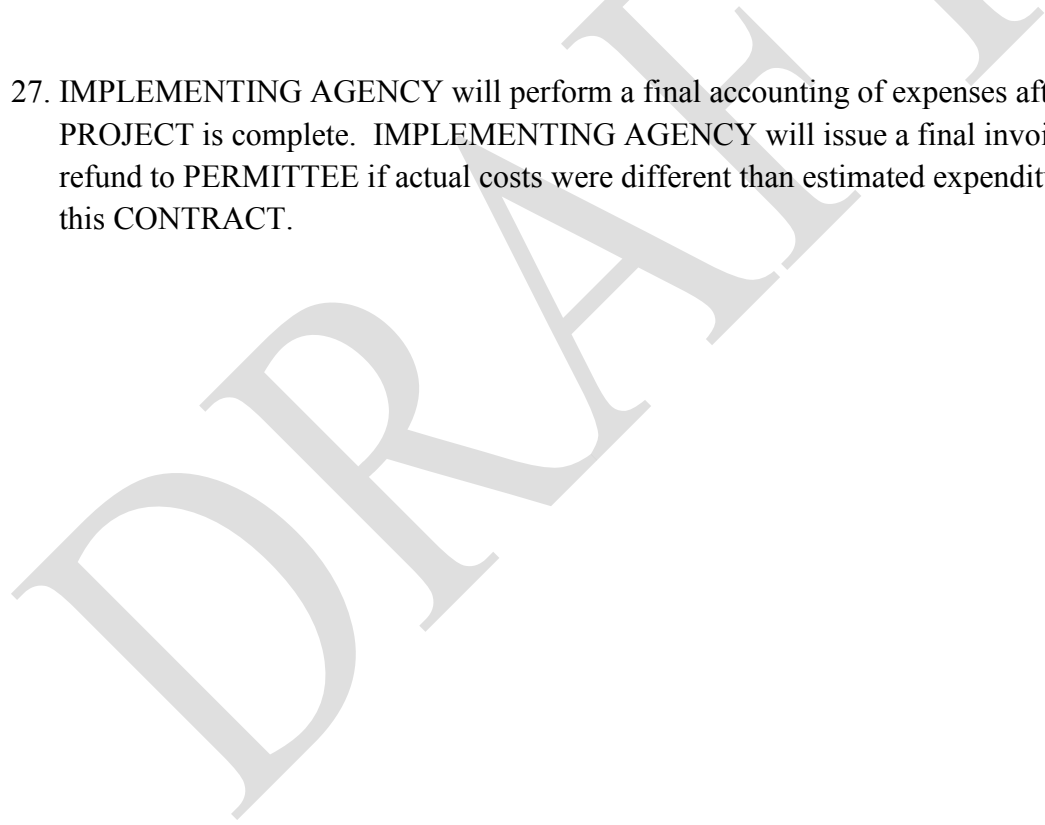 27. IMPLEMENTING AGENCY will perform a final accounting of expenses
PROJECT is complete. IMPLEMENTING AGENCY will issue a final
refund to PERMITTEE if actual costs were different than estimated
this CONTRACT.
DRAFT